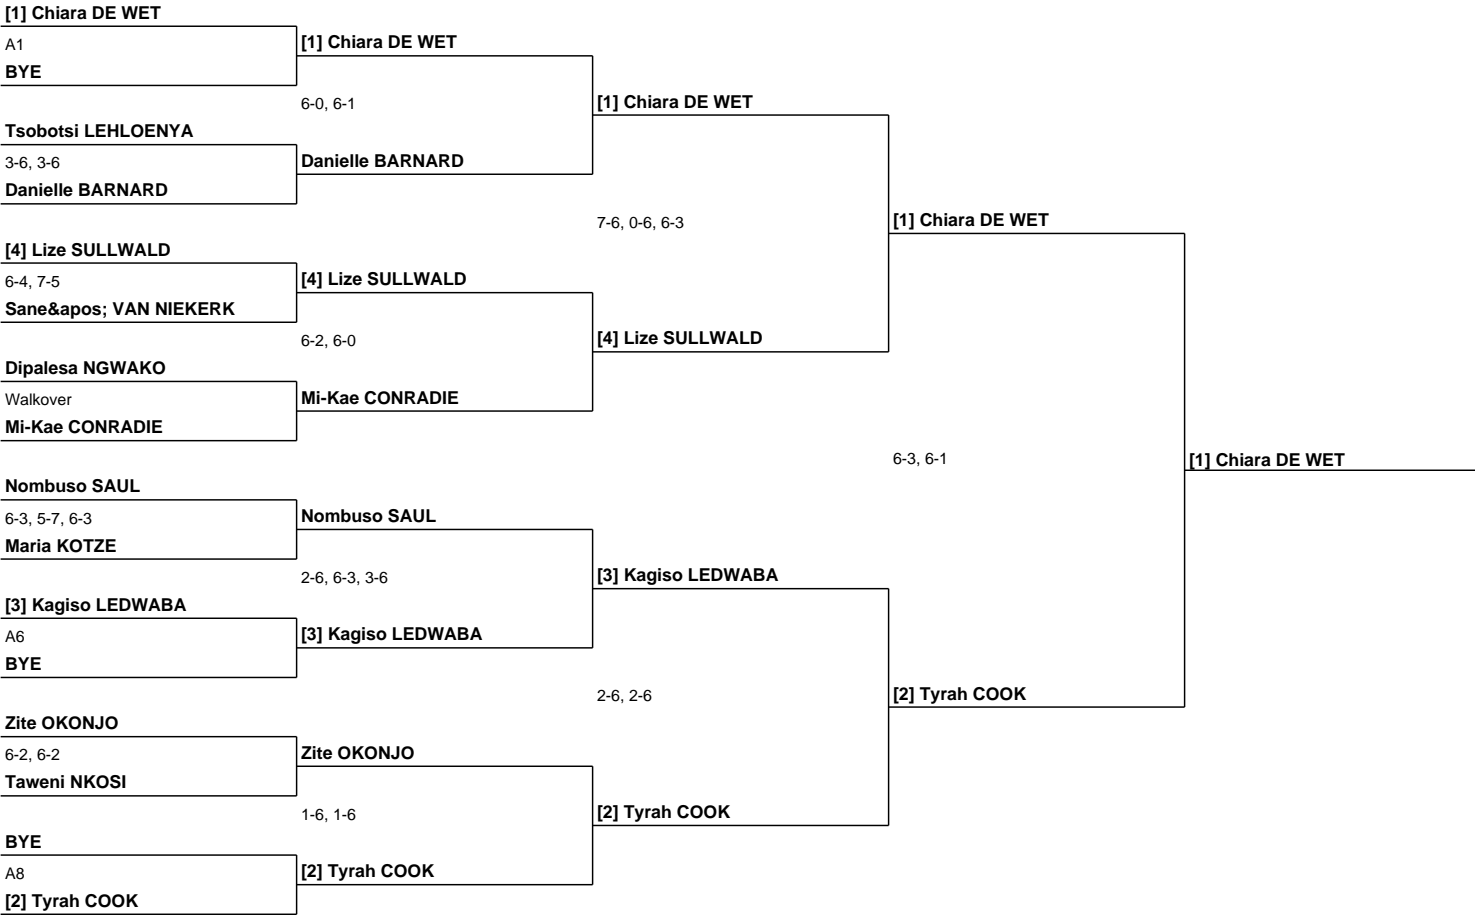 [1] Chiara DE WET
A1
BYE
Tsobotsi LEHLOENYA
3-6, 3-6
Danielle BARNARD
[4] Lize SULLWALD
6-4, 7-5
Sane&apos; VAN NIEKERK
Dipalesa NGWAKO
Walkover
Mi-Kae CONRADIE
Nombuso SAUL
6-3, 5-7, 6-3
Maria KOTZE
[3] Kagiso LEDWABA
A6
BYE
Zite OKONJO
6-2, 6-2
Taweni NKOSI
BYE
A8
[2] Tyrah COOK
[1] Chiara DE WET
6-0, 6-1
Danielle BARNARD
[4] Lize SULLWALD
6-2, 6-0
Mi-Kae CONRADIE
Nombuso SAUL
2-6, 6-3, 3-6
[3] Kagiso LEDWABA
Zite OKONJO
1-6, 1-6
[2] Tyrah COOK
[1] Chiara DE WET
7-6, 0-6, 6-3
[4] Lize SULLWALD
[3] Kagiso LEDWABA
2-6, 2-6
[2] Tyrah COOK
[1] Chiara DE WET
6-3, 6-1
[2] Tyrah COOK
[1] Chiara DE WET